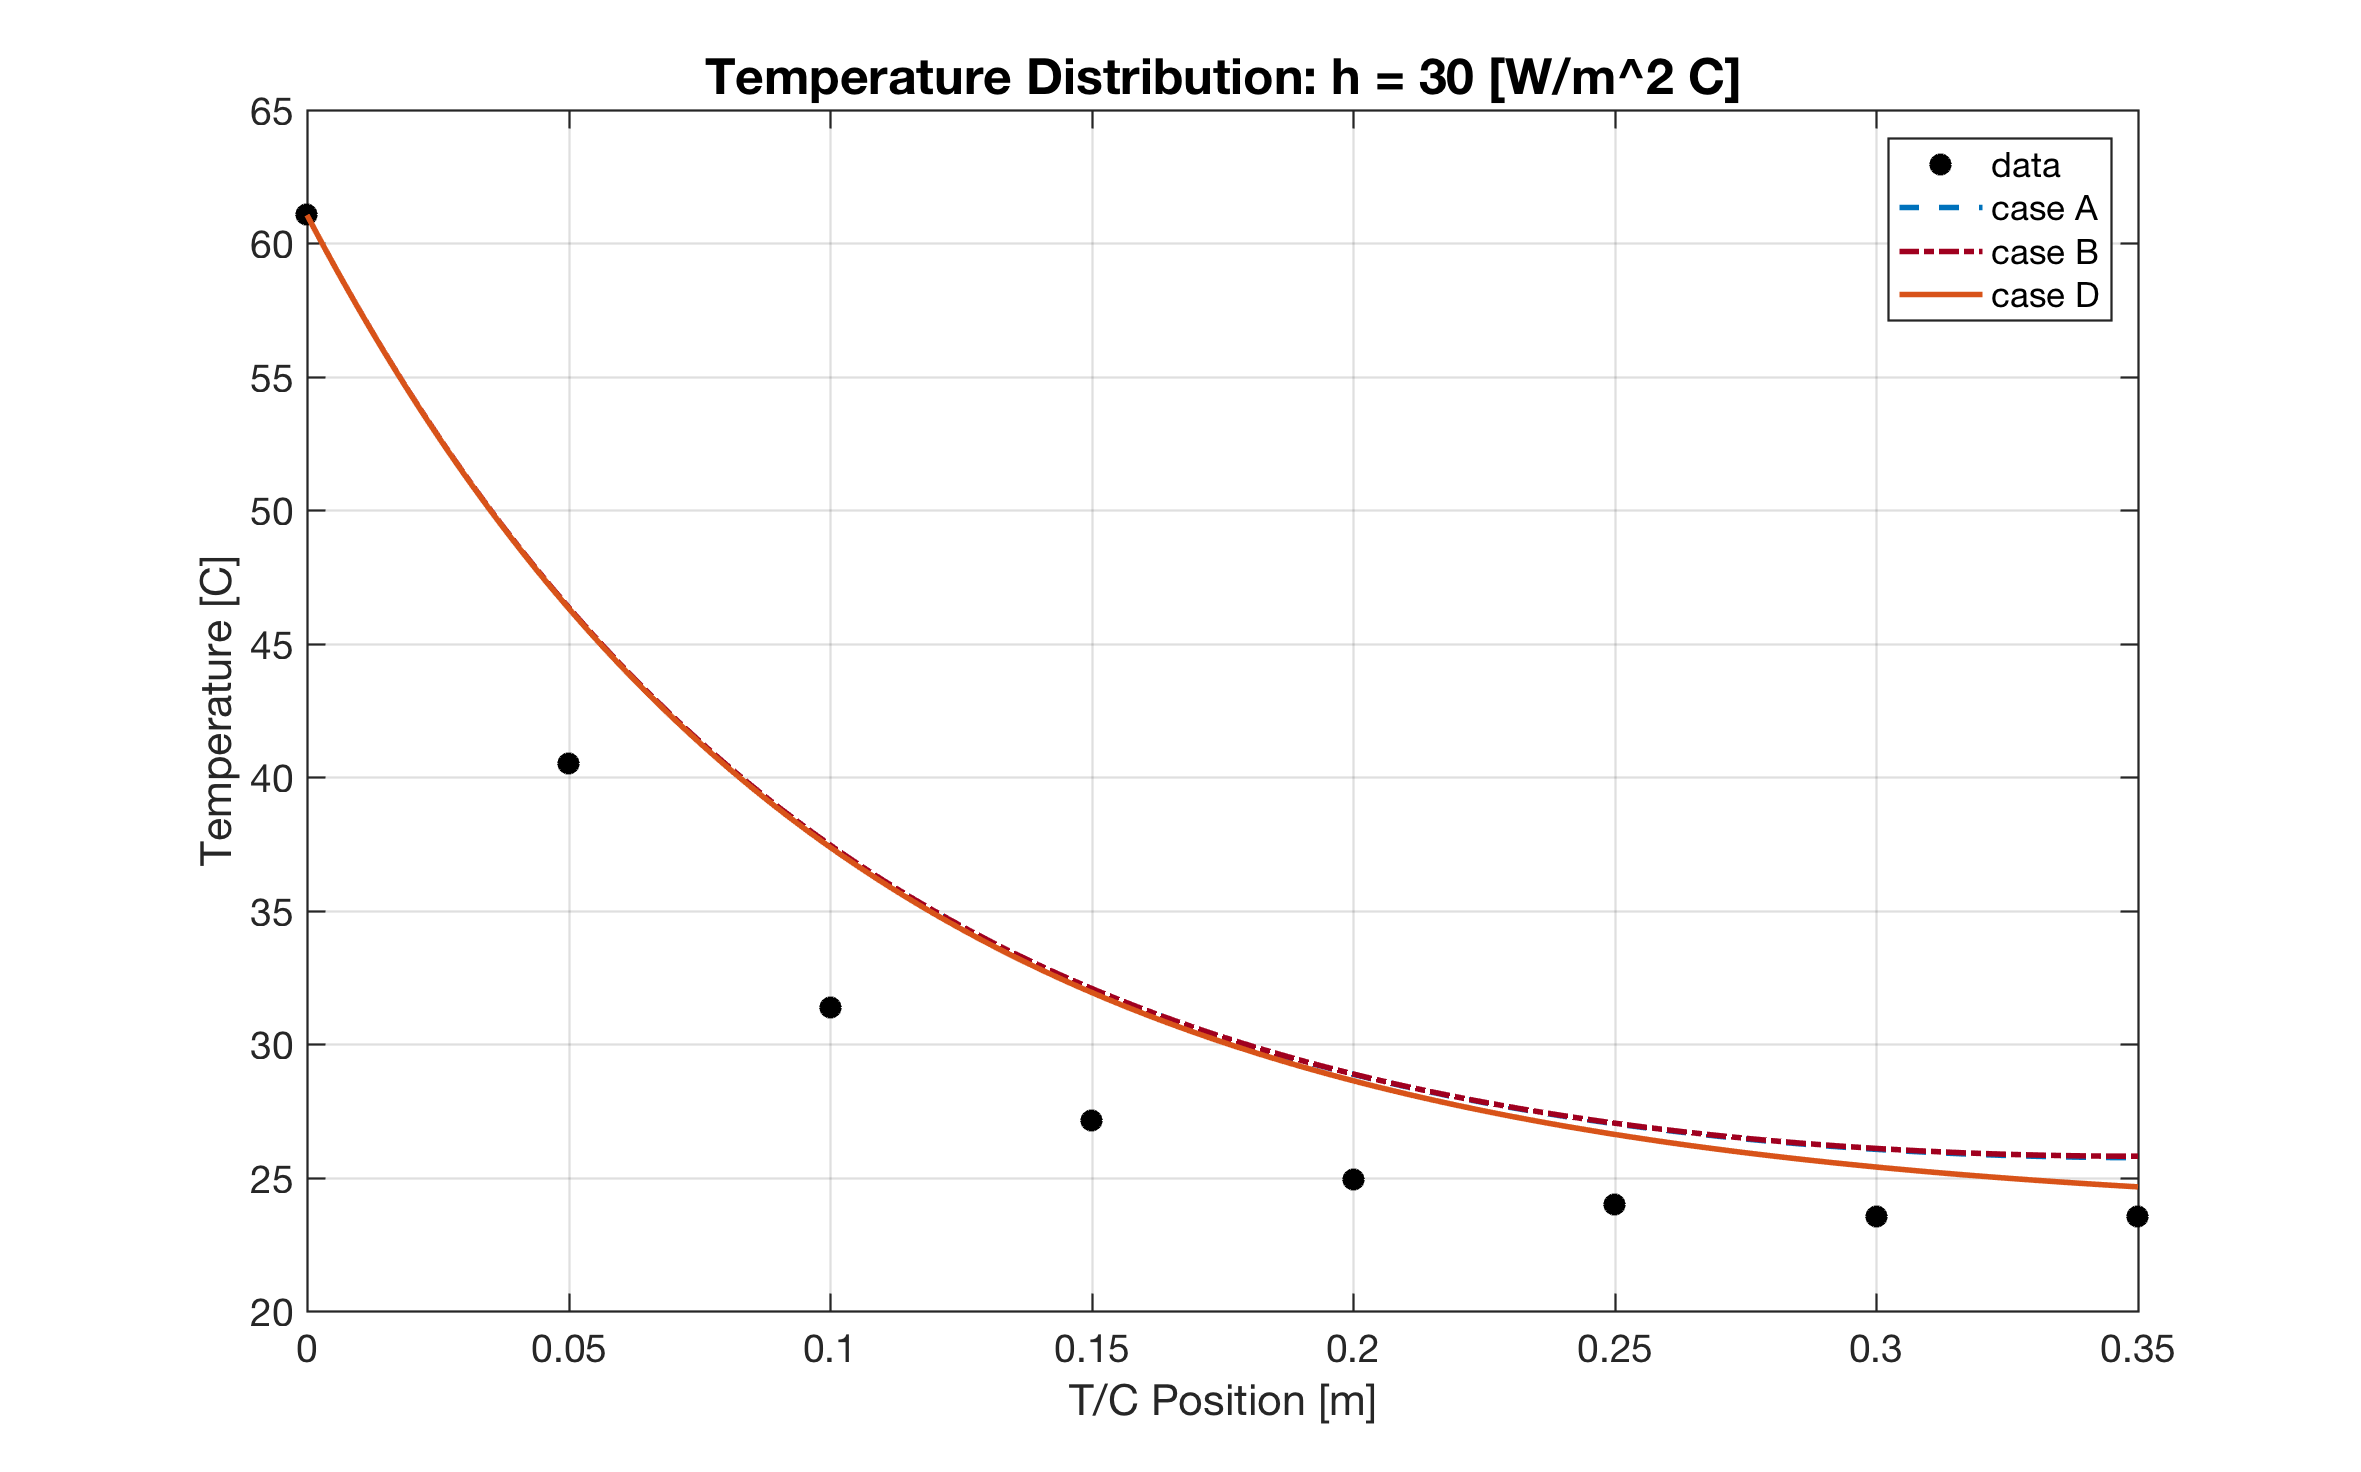 Temperature Distribution: h = 30 [W/m^2 C]
65
60
55
50
45
40
35
30
25
20
Temperature [C]
data
case A
case B
case D
0 0.05 0.1 0.15 0.2 0.25 0.3 0.35
T/C Position [m]